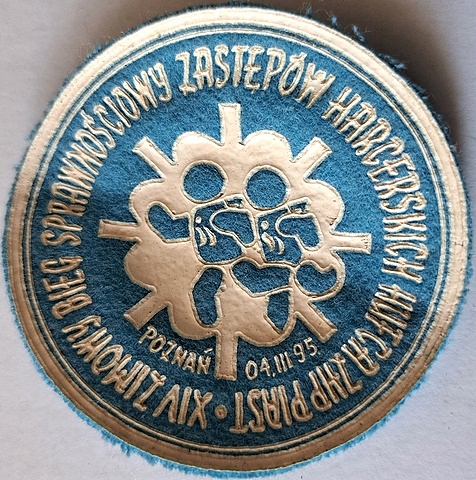 XIV ZIMOWY BIEG SPRAWNOŚCIOWY ZASTĘPÓW HARCERSKICH HUFCA ZHP PIAST •
POZNAŃ 04.III.95